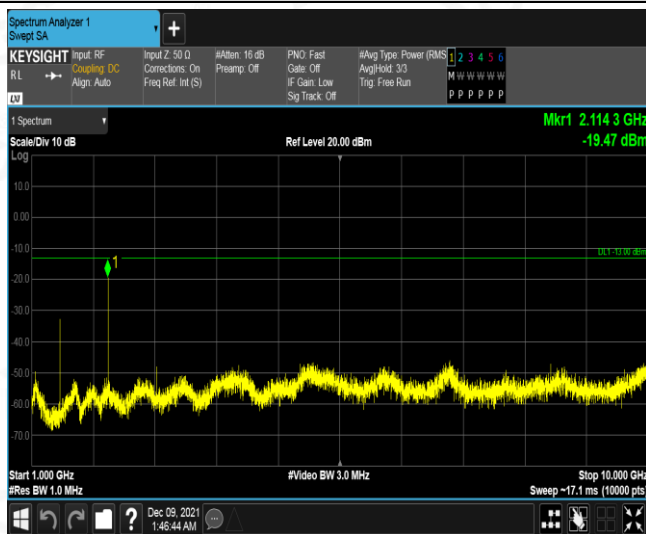 Spectrum Analyzer 1
Swept SA
KEYSIGHT
RL
Input: RF
Coupling: DC
Align: Auto
Input Z: 50 Ω
Corrections: On
Freq Ref: Int (S)
#Atten: 16 dB
Preamp: Off
PNO: Fast
Gate: Off
IF Gain: Low
Sig Track: Off
#Avg Type: Power (RMS
Avg|Hold: 3/3
Trig: Free Run
1 2 3 4 5 6
M W W W W W
P P P P P P
LXI
1 Spectrum
Scale/Div 10 dB
Ref Level 20.00 dBm
Mkr1 2.114 3 GHz
-19.47 dBm
Log
10.0
0.00
-10.0
DL1 -13.00 dBm
1
-20.0
-30.0
-40.0
-50.0
-60.0
-70.0
Start 1.000 GHz
#Video BW 3.0 MHz
Stop 10.000 GHz
#Res BW 1.0 MHz
Sweep ~17.1 ms (10000 pts)
?
Dec 09, 2021
1:46:44 AM